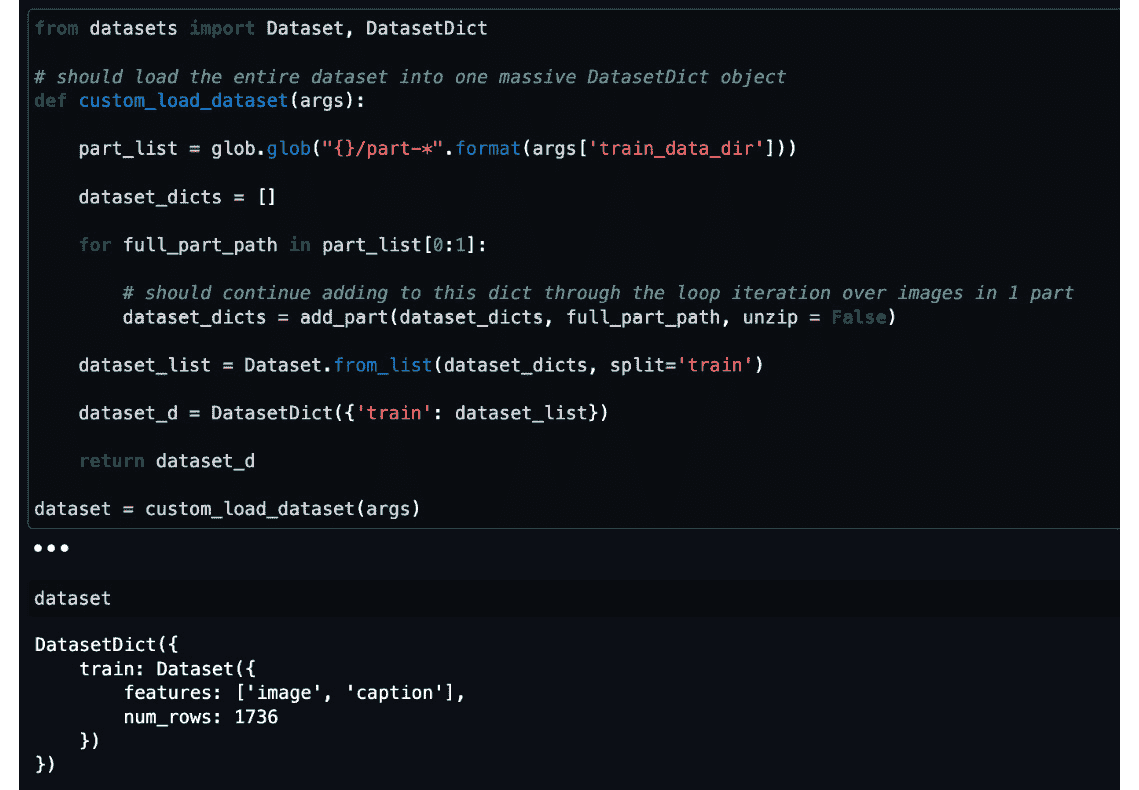 from datasets import Dataset, DatasetDict
# should load the entire dataset into one massive DatasetDict object
def custom_load_dataset(args):
part_list = glob.glob("{}/part-*".format(args['train_data_dir']))
dataset_dicts = []
for full_part_path in part_list[0:1]:
# should continue adding to this dict through the loop iteration over images in 1 part
dataset_dicts = add_part(dataset_dicts, full_part_path, unzip = False)
dataset_list = Dataset.from_list(dataset_dicts, split='train')
dataset_d = DatasetDict({'train': dataset_list})
return dataset_d
dataset = custom_load_dataset(args)
•••
dataset
DatasetDict({
train: Dataset({
features: ['image', 'caption'],
num_rows: 1736
})
})